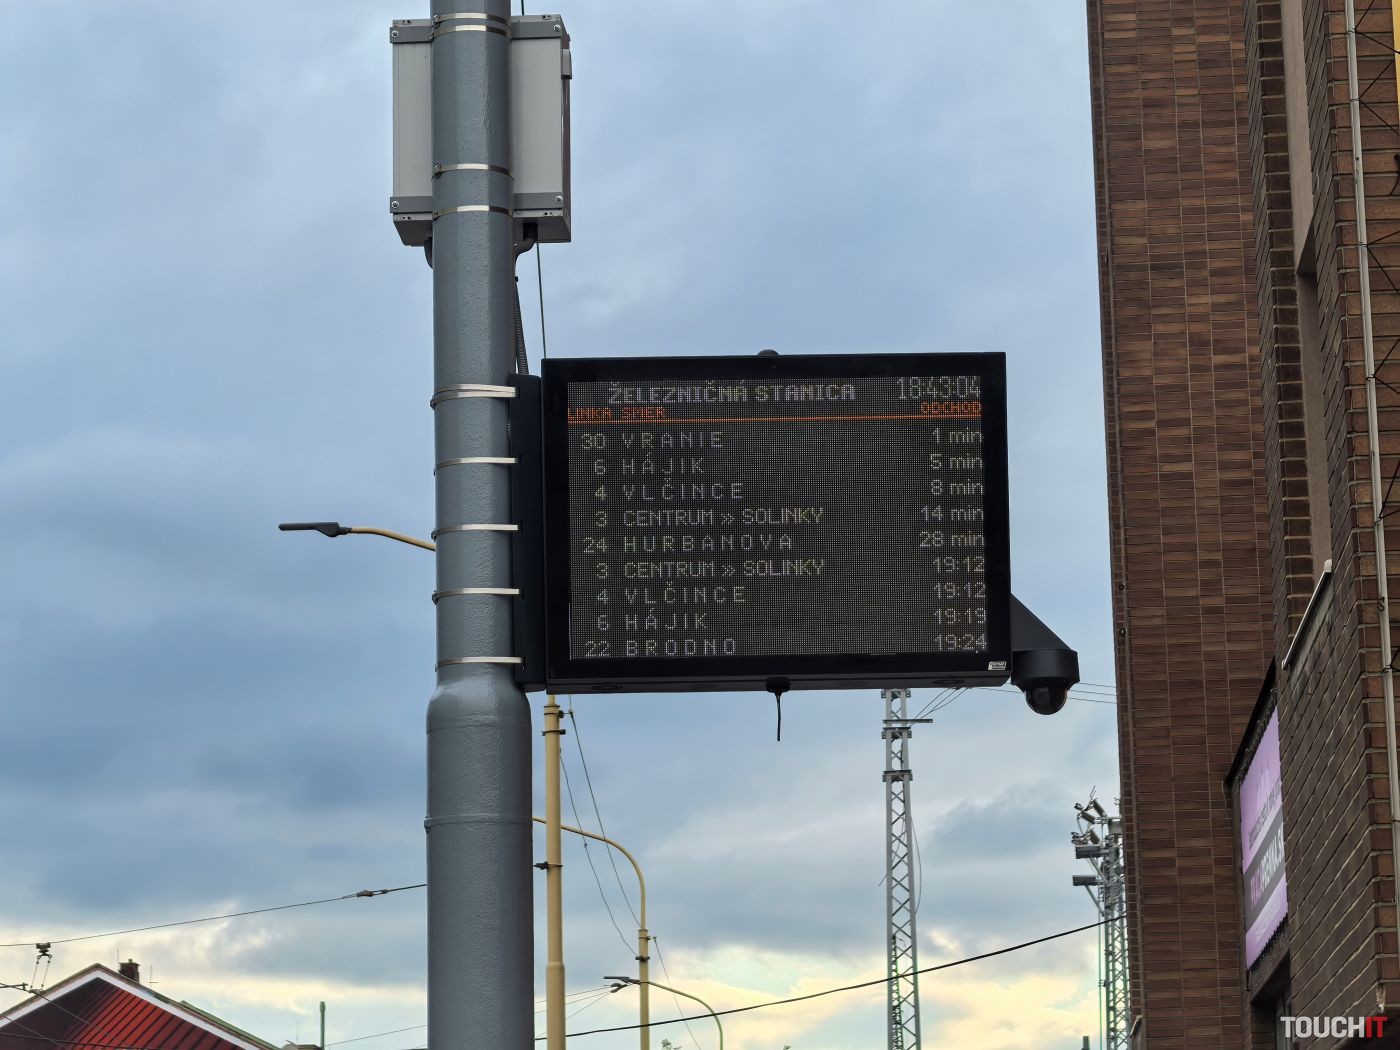 ŽELEZNIČNÁ STANICA 18:43:04
LINKA SMER ODCHOD
30 VRANIE 1 min
6 HÁJIK 5 min
4 VLČINCE 8 min
3 CENTRUM » SOLINKY 14 min
24 HURBANOVA 28 min
3 CENTRUM » SOLINKY 19:12
4 VLČINCE 19:12
6 HÁJIK 19:19
22 BRODNO 19:24
TOUCHIT